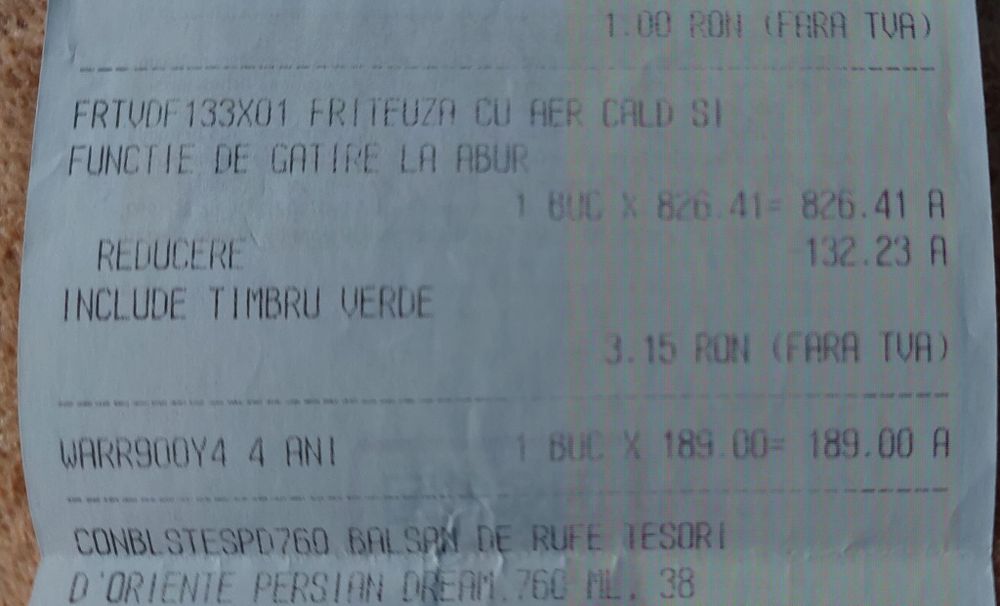 1.00 RON (FARA TVA)
FRTVDF133X01 FRITEUZA CU AER CALD SI
FUNCTIE DE GATIRE LA ABUR
1 BUC X 826.41= 826.41 A
REDUCERE 132.23 A
INCLUDE TIMBRU VERDE
3.15 RON (FARA TVA)
WARR900Y4 4 ANI 1 BUC X 189.00= 189.00 A
CONBLSTESPD760 BALSAN DE RUFE TESORI
D'ORIENTE PERSIAN DREAM, 760 ML, 38